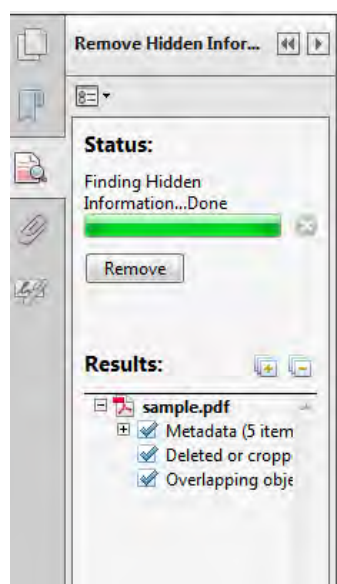 Remove Hidden Infor...
Status:
Finding Hidden
Information...Done
Remove
Results:
sample.pdf
Metadata (5 item
Deleted or cropp
Overlapping obje